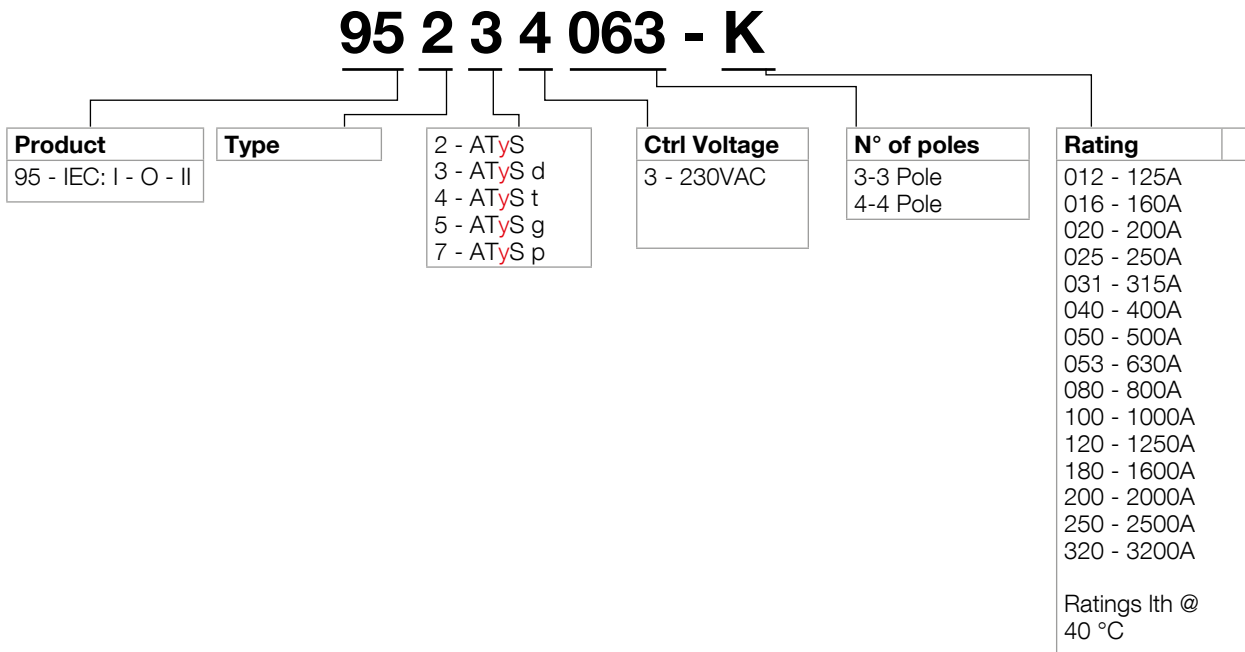 95 2 3 4 063 - K
Product
95 - IEC: I - O - II
Type
2 - ATyS
3 - ATyS d
4 - ATyS t
5 - ATyS g
7 - ATyS p
Ctrl Voltage
3 - 230VAC
N° of poles
3-3 Pole
4-4 Pole
Rating
012 - 125A
016 - 160A
020 - 200A
025 - 250A
031 - 315A
040 - 400A
050 - 500A
053 - 630A
080 - 800A
100 - 1000A
120 - 1250A
180 - 1600A
200 - 2000A
250 - 2500A
320 - 3200A
Ratings Ith @
40 °C